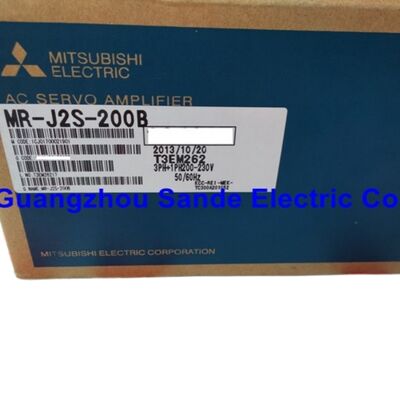 MITSUBISHI
ELECTRIC
AC SERVO AMPLIFIER
MR-J2S-200B
2013/10/20
T3EM262
3PH+1PH200-230V
50/60Hz
Guangzhou Sande Electric Co
MITSUBISHI ELECTRIC CORPORATION